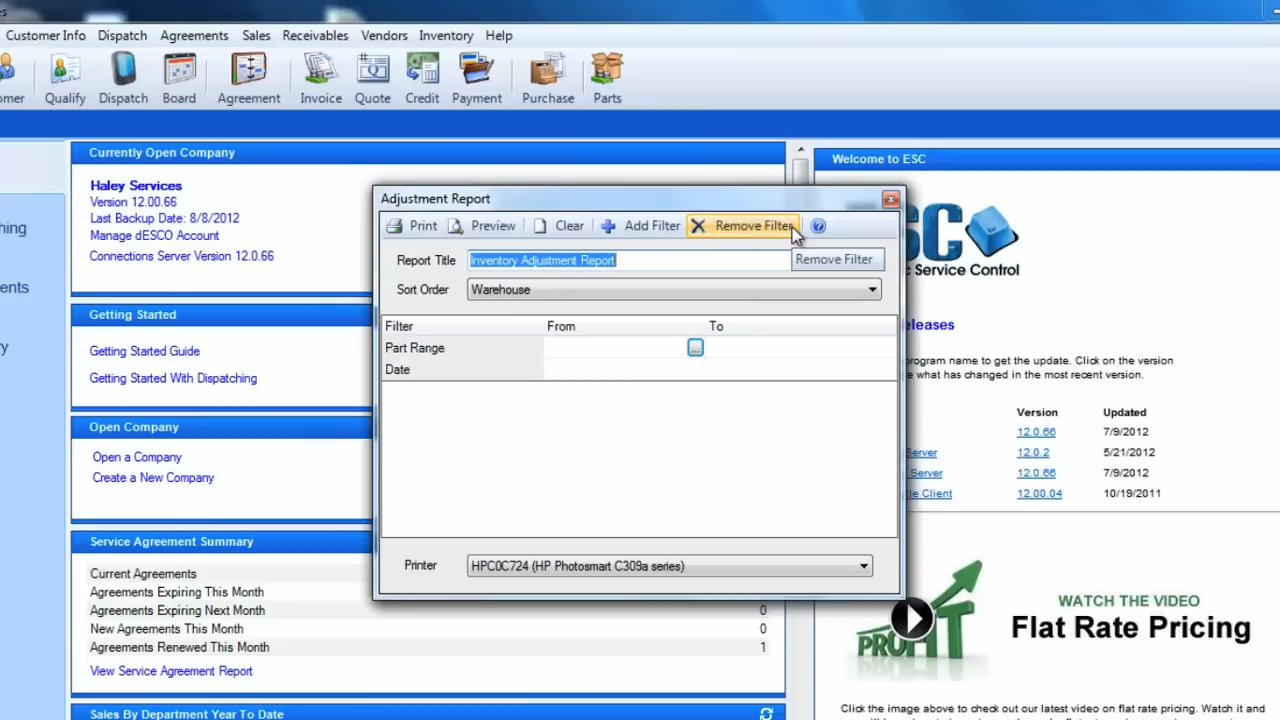 es
Customer Info Dispatch Agreements Sales Receivables Vendors Inventory Help
omer Qualify Dispatch Board Agreement Invoice Quote Credit Payment Purchase Parts
Currently Open Company
Haley Services
Version 12.00.66
Last Backup Date: 8/8/2012
Manage dESCO Account
Connections Server Version 12.0.66
hing
ents
y
Getting Started
Getting Started Guide
Getting Started With Dispatching
Open Company
Open a Company
Create a New Company
Service Agreement Summary
Current Agreements
Agreements Expiring This Month
Agreements Expiring Next Month 0
New Agreements This Month 0
Agreements Renewed This Month 1
View Service Agreement Report
Sales By Department Year To Date
Adjustment Report
Print Preview Clear Add Filter Remove Filter
Remove Filter
Report Title Inventory Adjustment Report
Sort Order Warehouse
Filter From To
Part Range ...
Date
Printer HPC0C724 (HP Photosmart C309a series)
Welcome to ESC
SC
c Service Control
eleases
program name to get the update. Click on the version
e what has changed in the most recent version.
Version Updated
12.0.66 7/9/2012
Server 12.0.2 5/21/2012
Server 12.0.66 7/9/2012
le Client 12.00.04 10/19/2011
PROFIT
WATCH THE VIDEO
Flat Rate Pricing
Click the image above to check out our latest video on flat rate pricing. Watch it and